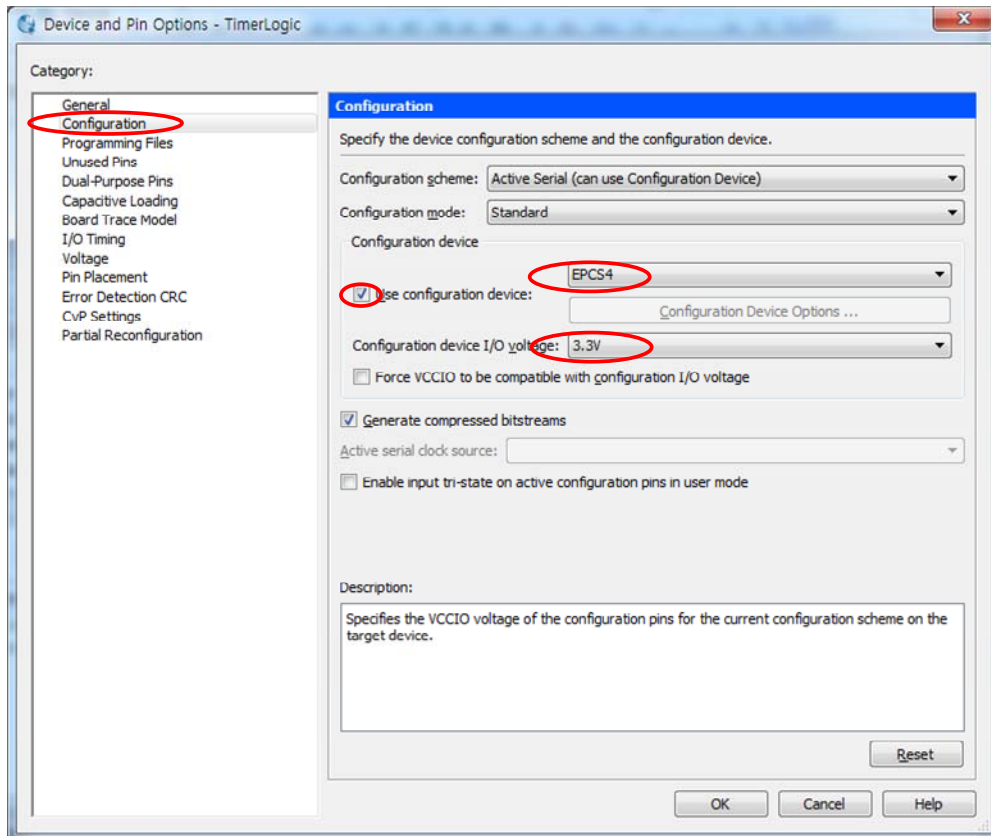 Device and Pin Options - TimerLogic
Category:
General
Configuration
Programming Files
Unused Pins
Dual-Purpose Pins
Capacitive Loading
Board Trace Model
I/O Timing
Voltage
Pin Placement
Error Detection CRC
CvP Settings
Partial Reconfiguration
Configuration
Specify the device configuration scheme and the configuration device.
Configuration scheme: Active Serial (can use Configuration Device)
Configuration mode: Standard
Configuration device
EPCS4
Use configuration device:
Configuration Device Options ...
Configuration device I/O voltage: 3.3V
Force VCCIO to be compatible with configuration I/O voltage
Generate compressed bitstreams
Active serial clock source:
Enable input tri-state on active configuration pins in user mode
Description:
Specifies the VCCIO voltage of the configuration pins for the current configuration scheme on the
target device.
Reset
OK Cancel Help